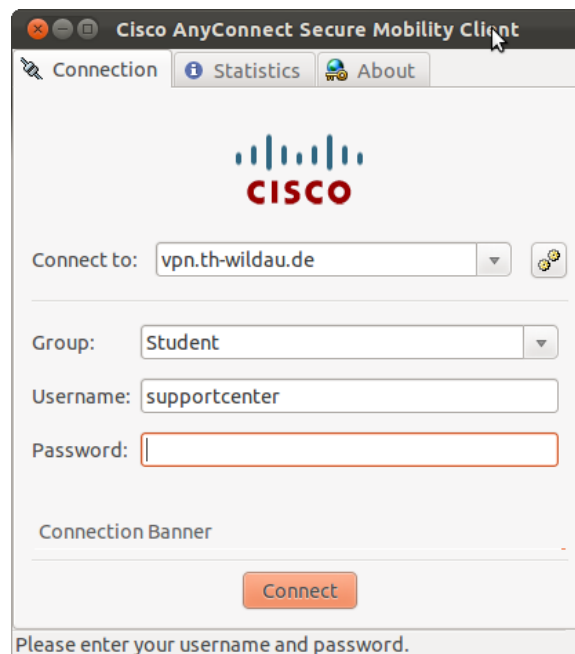 Cisco AnyConnect Secure Mobility Client
Connection Statistics About
CISCO
Connect to: vpn.th-wildau.de
Group: Student
Username: supportcenter
Password:
Connection Banner
Connect
Please enter your username and password.